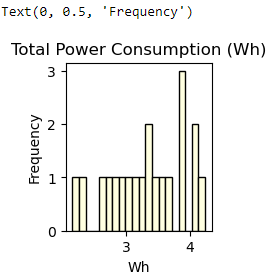 Text(0, 0.5, 'Frequency')
Total Power Consumption (Wh)
3
2
1
0
Frequency
3 4
Wh